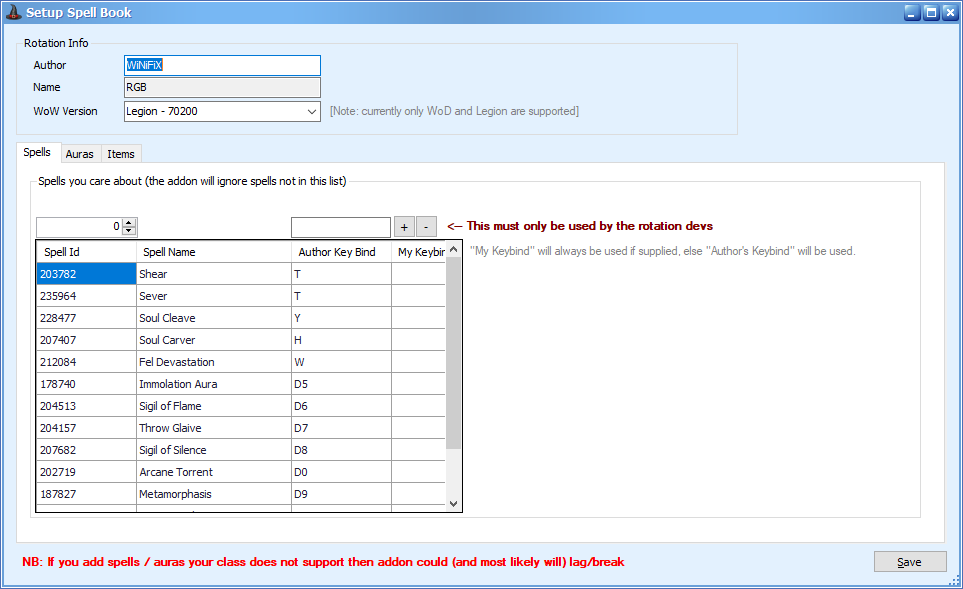 Setup Spell Book
Rotation Info
Author WiNiFiX
Name RGB
WoW Version Legion - 70200 [Note: currently only WoD and Legion are supported]
Spells Auras Items
Spells you care about (the addon will ignore spells not in this list)
0 + - <-- This must only be used by the rotation devs
Spell Id Spell Name Author Key Bind My Keybin
"My Keybind" will always be used if supplied, else "Author's Keybind" will be used.
203782 Shear T
235964 Sever T
228477 Soul Cleave Y
207407 Soul Carver H
212084 Fel Devastation W
178740 Immolation Aura D5
204513 Sigil of Flame D6
204157 Throw Glaive D7
207682 Sigil of Silence D8
202719 Arcane Torrent D0
187827 Metamorphasis D9
NB: If you add spells / auras your class does not support then addon could (and most likely will) lag/break
Save